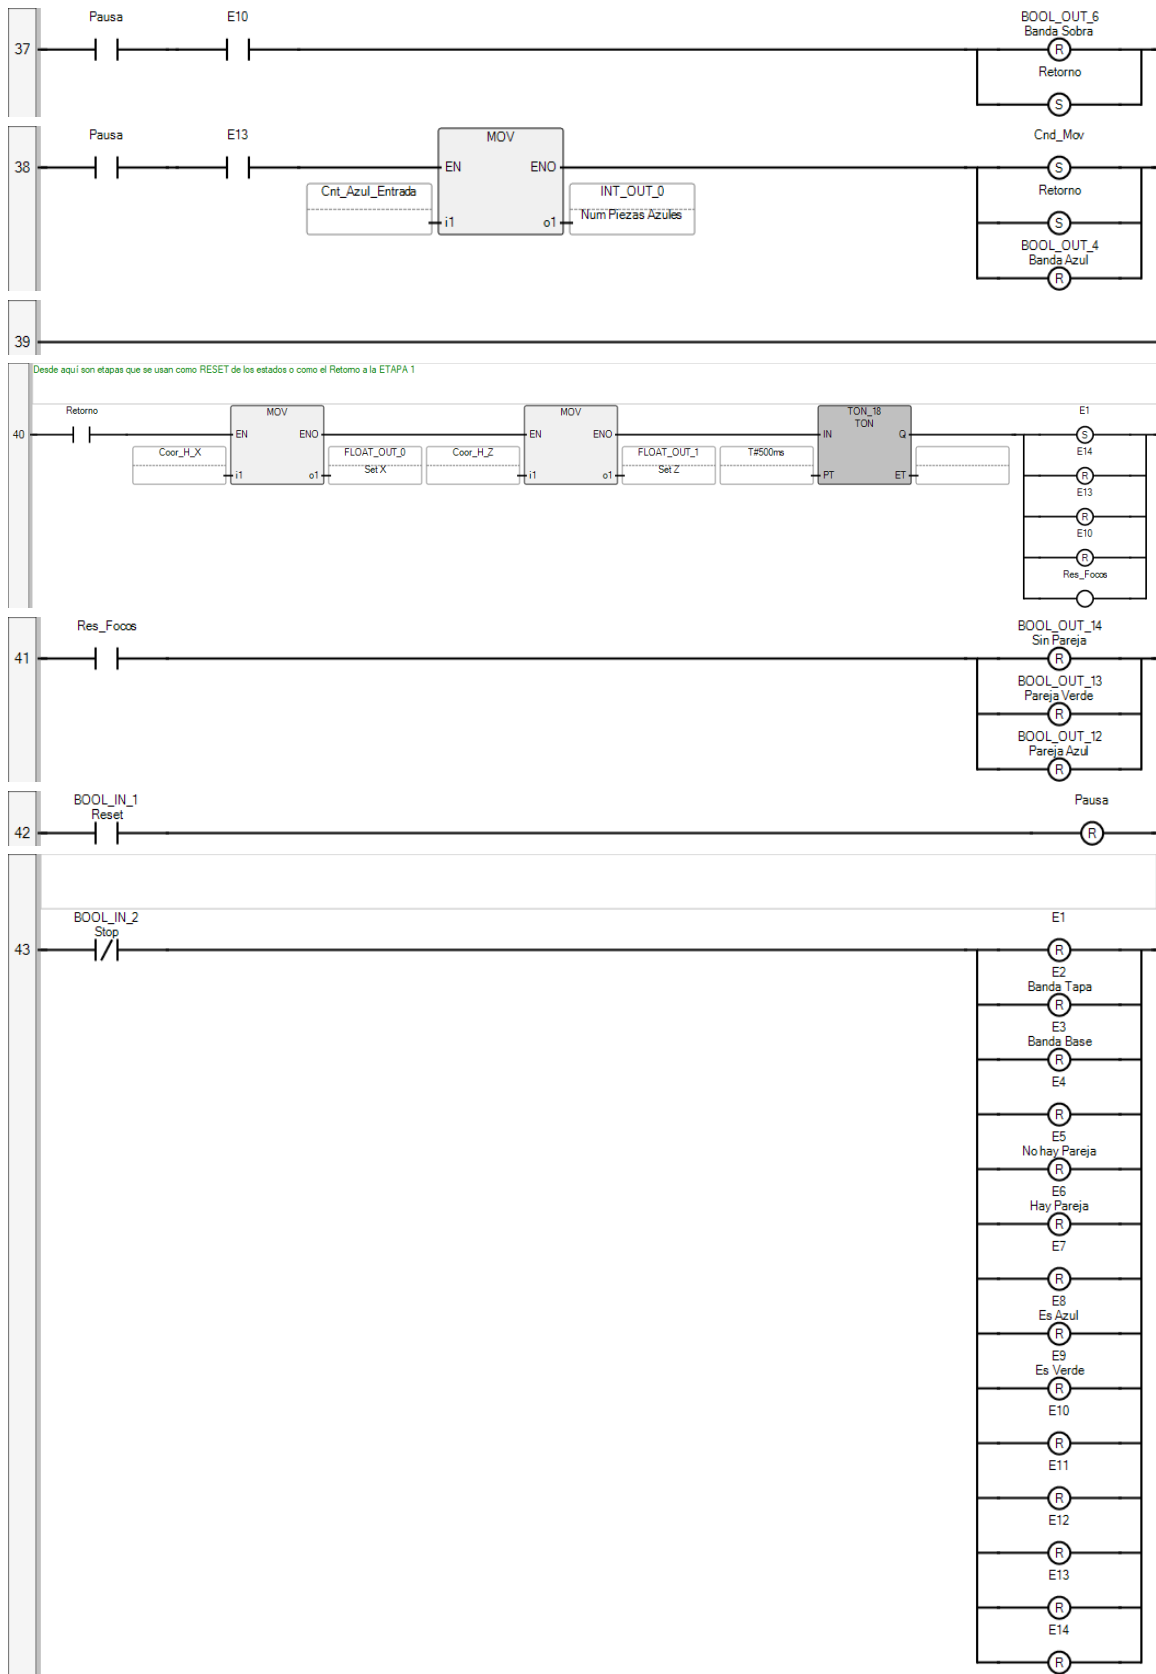 37
Pausa
E10
BOOL_OUT_6
Banda Sobra
R
Retorno
S
38
Pausa
E13
MOV
EN
ENO
Cnt_Azul_Entrada
i1
INT_OUT_0
Num Piezas Azules
o1
Cnd_Mov
S
Retorno
S
BOOL_OUT_4
Banda Azul
R
39
Desde aquí son etapas que se usan como RESET de los estados o como el Retorno a la ETAPA 1
40
Retorno
MOV
EN
ENO
Coor_H_X
i1
FLOAT_OUT_0
Set X
o1
MOV
EN
ENO
Coor_H_Z
i1
FLOAT_OUT_1
Set Z
o1
TON_18
TON
IN
Q
T#500ms
PT
ET
E1
S
E14
R
E13
R
E10
R
Res_Focos
41
Res_Focos
BOOL_OUT_14
Sin Pareja
R
BOOL_OUT_13
Pareja Verde
R
BOOL_OUT_12
Pareja Azul
R
42
BOOL_IN_1
Reset
Pausa
R
43
BOOL_IN_2
Stop
E1
R
E2
Banda Tapa
R
E3
Banda Base
R
E4
R
E5
No hay Pareja
R
E6
Hay Pareja
R
E7
R
E8
Es Azul
R
E9
Es Verde
R
E10
R
E11
R
E12
R
E13
R
E14
R